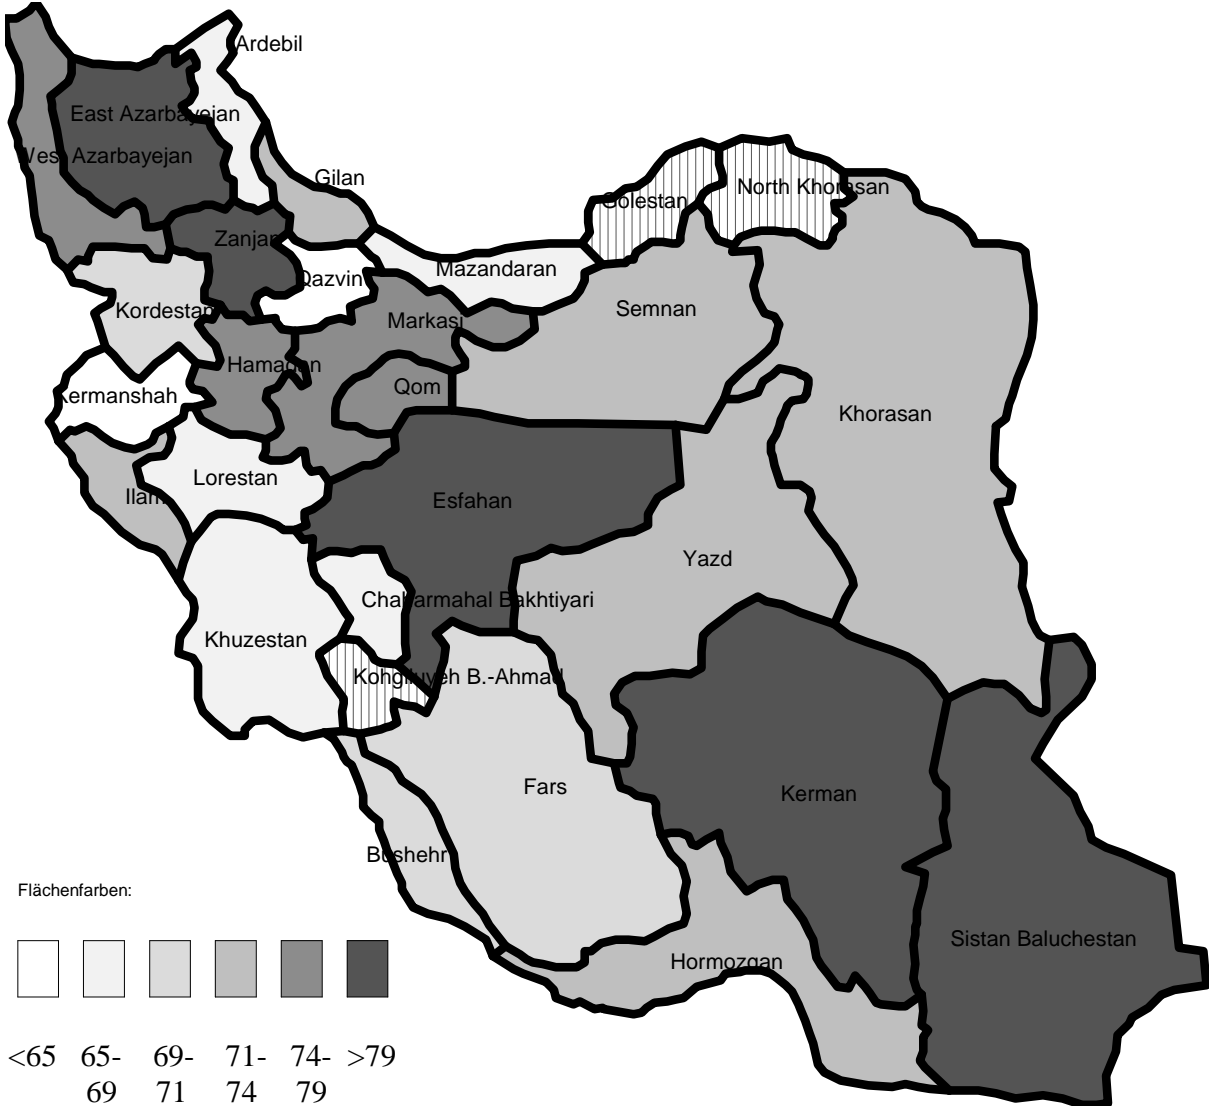 Ardebil
East Azarbayejan
West Azarbayejan
Gilan
North Khorasan
Golestan
Zanjan
Mazandaran
Qazvin
Kordestan
Semnan
Markasi
Hamadan
Qom
Kermanshah
Khorasan
Lorestan
Ilam
Esfahan
Yazd
Chaharmahal Bakhtiyari
Khuzestan
Kohgiluyeh B.-Ahmad
Fars
Kerman
Bushehr
Flächenfarben:
Sistan Baluchestan
Hormozgan
<65 65- 69- 71- 74- >79
69 71 74 79